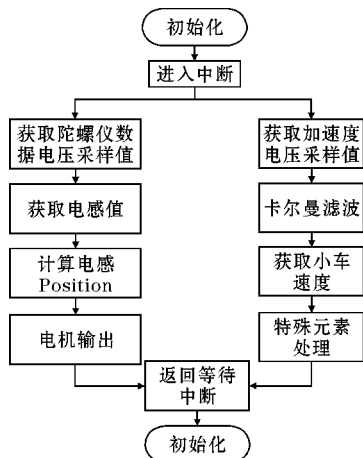 初始化
进入中断
获取陀螺仪数
据电压采样值
获取电感值
计算电感
Position
电机输出
获取加速度
电压采样值
卡尔曼滤波
获取小车
速度
特殊元素
处理
返回等待
中断
初始化